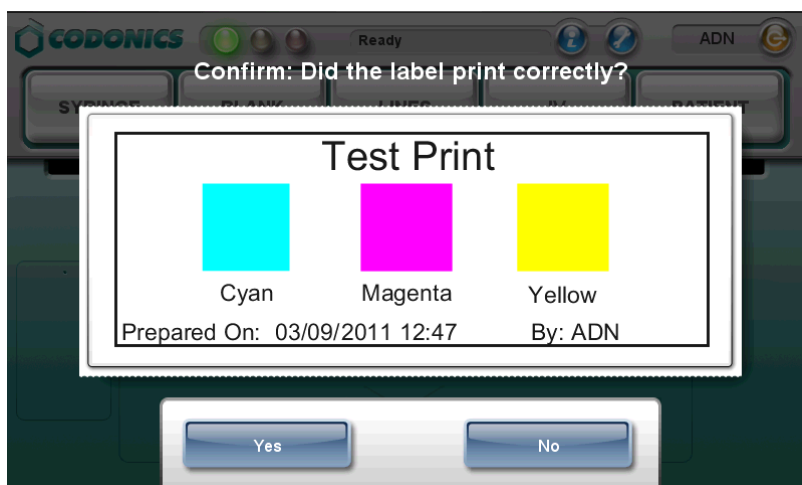 CODONICS
Ready
ADN
Confirm: Did the label print correctly?
Test Print
Cyan Magenta Yellow
Prepared On: 03/09/2011 12:47 By: ADN
Yes No